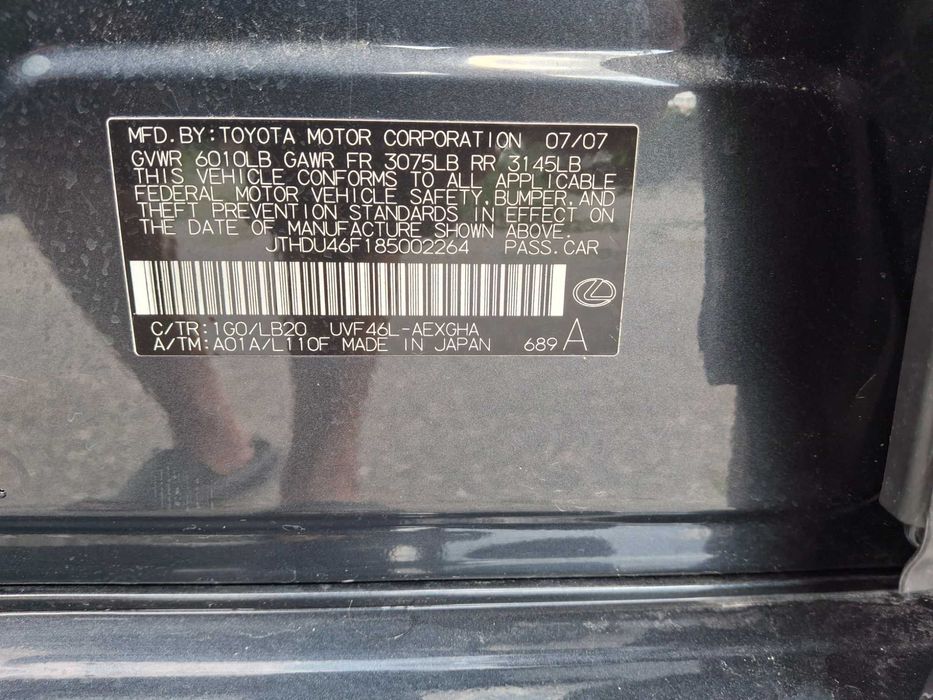 MFD.BY:TOYOTA MOTOR CORPORATION 07/07
GVWR 6010LB GAWR FR 3075LB RR 3145LB
THIS VEHICLE CONFORMS TO ALL APPLICABLE
FEDERAL MOTOR VEHICLE SAFETY,BUMPER,AND
THEFT PREVENTION STANDARDS IN EFFECT ON
THE DATE OF MANUFACTURE SHOWN ABOVE.
JTHDU46F185002264 PASS.CAR
C/TR:1G0/LB20 UVF46L-AEXGHA
A/TM:A01A/L110F MADE IN JAPAN 689 A